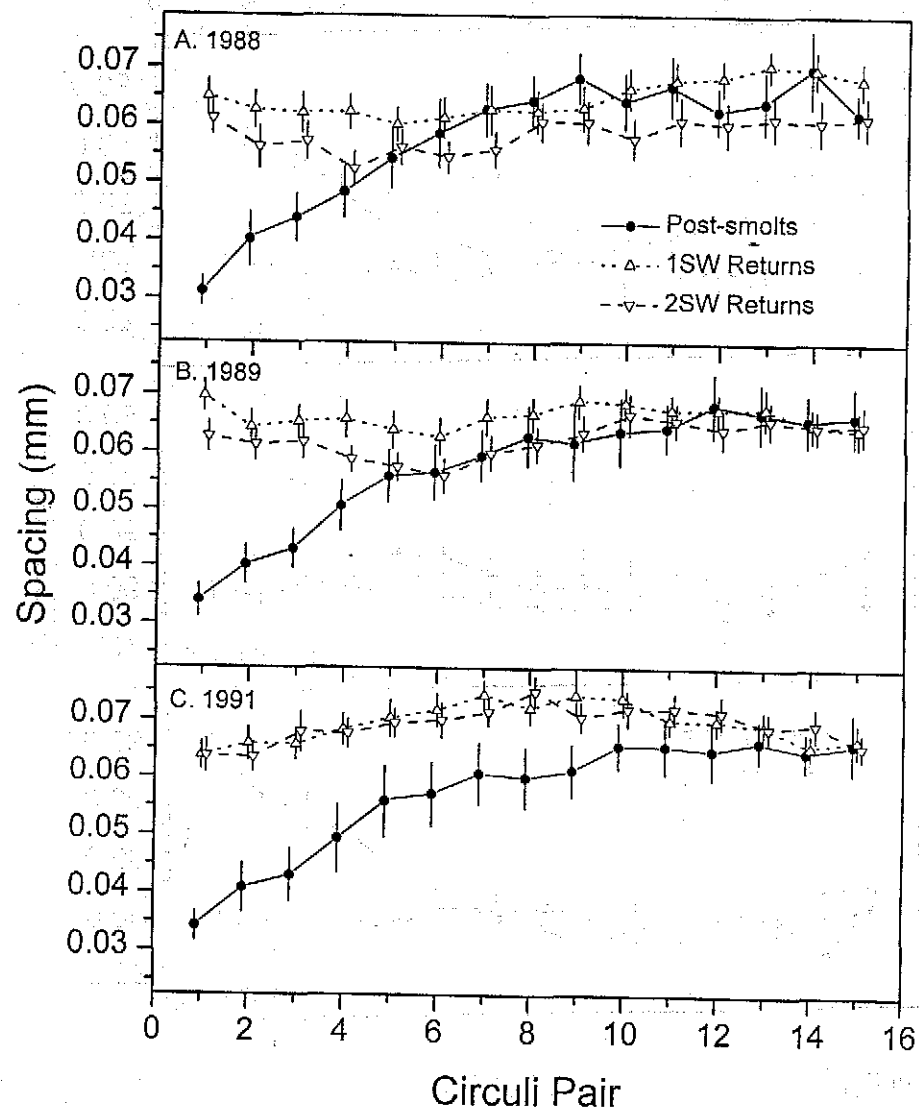 A. 1988
0.07
0.06
0.05
0.04
0.03
Post-smolts
1SW Returns
2SW Returns
B. 1989
0.07
0.06
0.05
0.04
0.03
Spacing (mm)
C. 1991
0.07
0.06
0.05
0.04
0.03
0 2 4 6 8 10 12 14 16
Circuli Pair